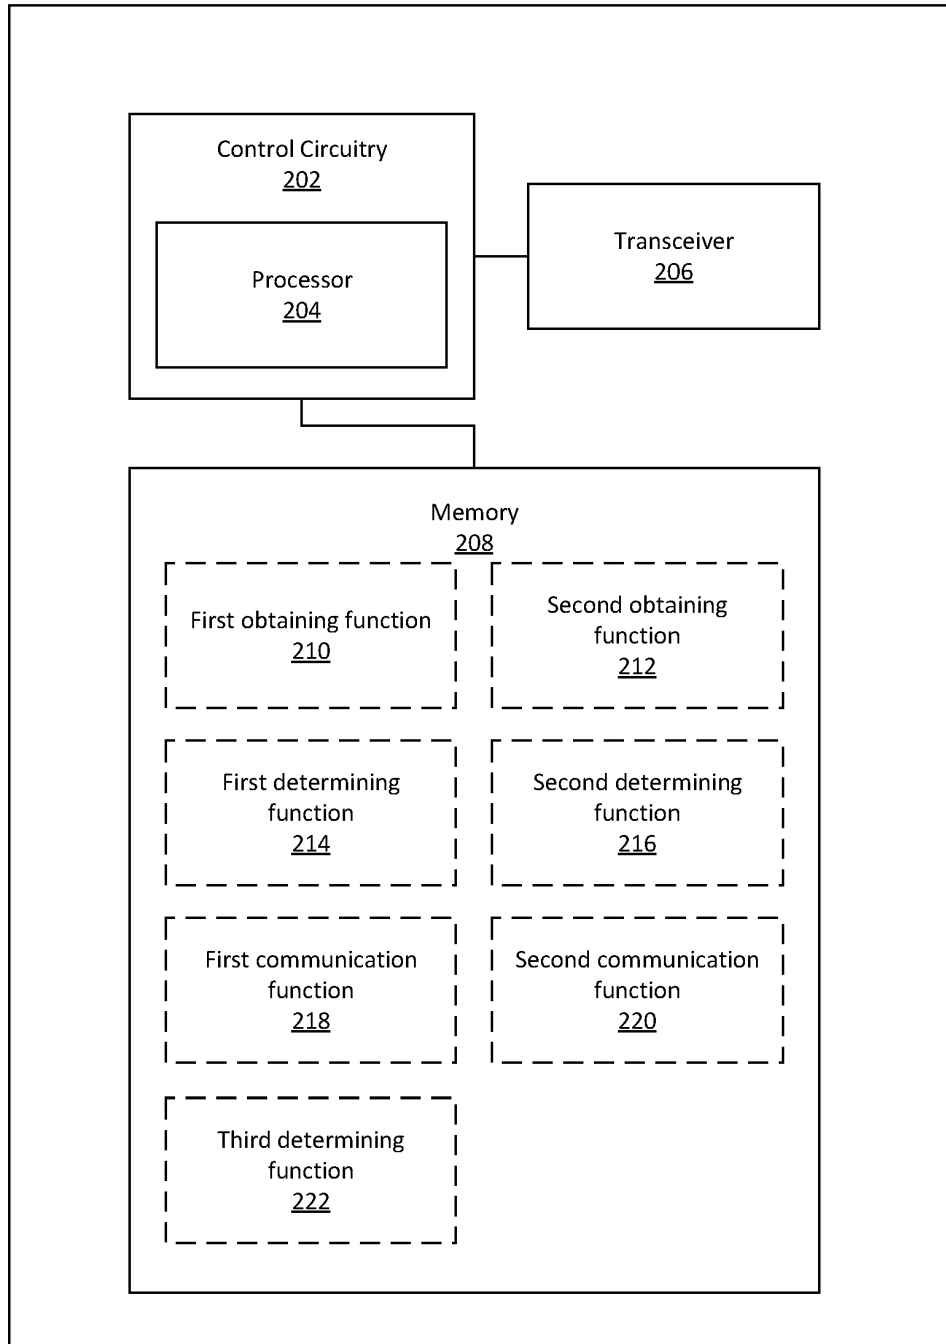 Control Circuitry
202
Processor
204
Transceiver
206
Memory
208
First obtaining function
210
Second obtaining
function
212
First determining
function
214
Second determining
function
216
First communication
function
218
Second communication
function
220
Third determining
function
222